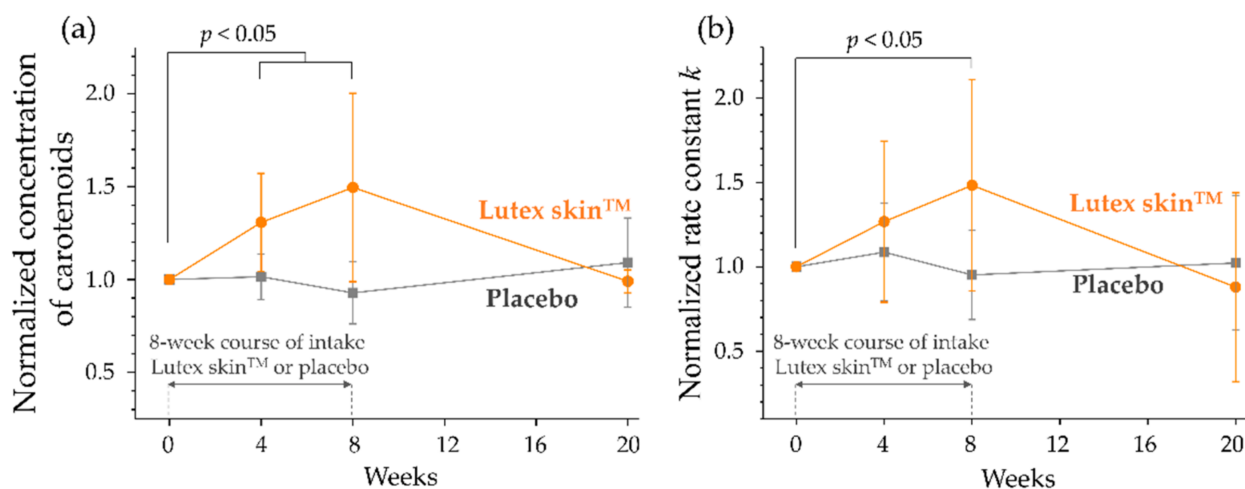 (a)
p < 0.05
Normalized concentration
of carotenoids
2.0
1.5
1.0
0.5
Lutex skin™
Placebo
8-week course of intake
Lutex skin™ or placebo
0 4 8 12 16 20
Weeks
(b)
p < 0.05
Normalized rate constant k
2.0
1.5
1.0
0.5
Lutex skin™
Placebo
8-week course of intake
Lutex skin™ or placebo
0 4 8 12 16 20
Weeks